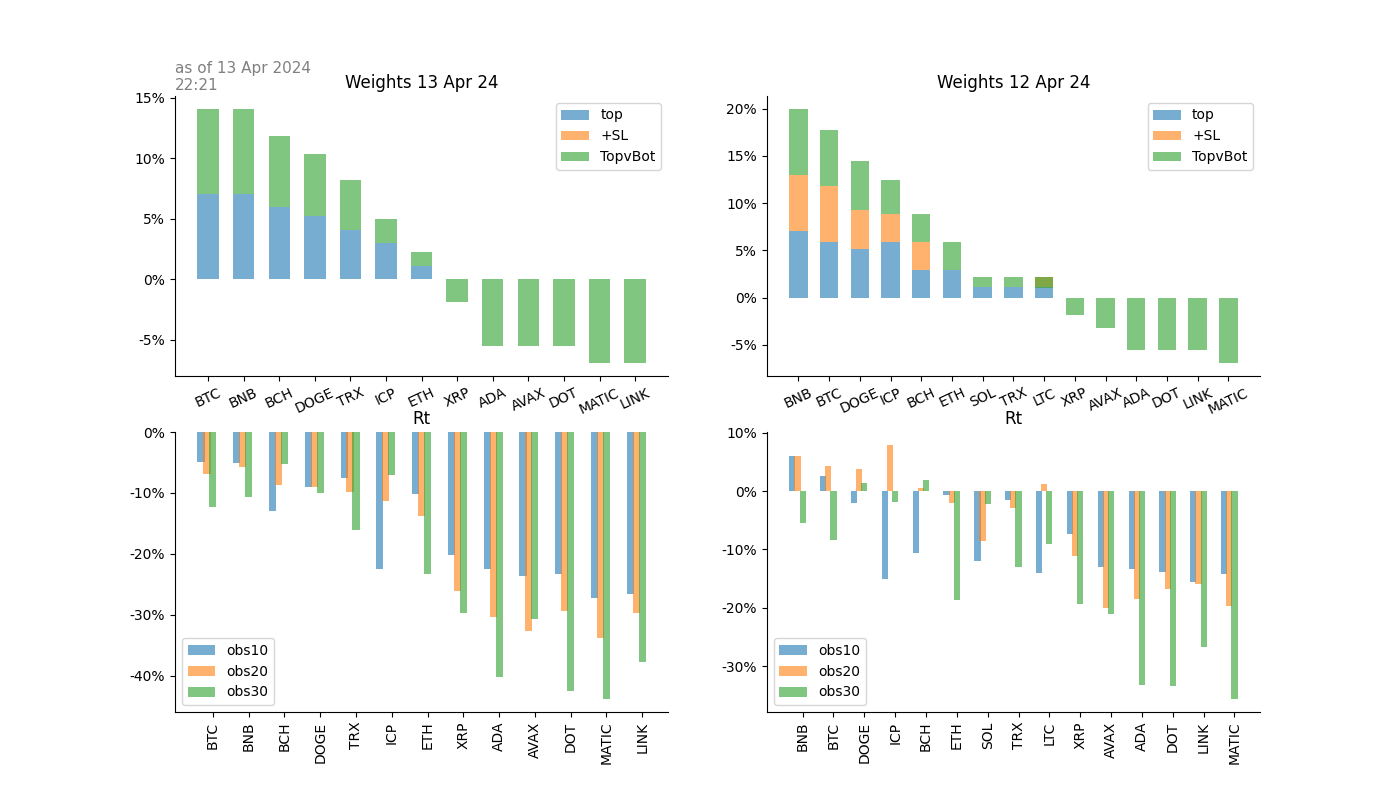 as of 13 Apr 2024
22:21
Weights 13 Apr 24
15%
10%
5%
0%
-5%
top
+SL
TopvBot
BTC BNB BCH DOGE TRX ICP ETH XRP ADA AVAX DOT MATIC LINK
Weights 12 Apr 24
20%
15%
10%
5%
0%
-5%
top
+SL
TopvBot
BNB BTC DOGE ICP BCH ETH SOL TRX LTC XRP AVAX ADA DOT LINK MATIC
Rt
0%
-10%
-20%
-30%
-40%
obs10
obs20
obs30
BTC BNB BCH DOGE TRX ICP ETH XRP ADA AVAX DOT MATIC LINK
Rt
10%
0%
-10%
-20%
-30%
obs10
obs20
obs30
BNB BTC DOGE ICP BCH ETH SOL TRX LTC XRP AVAX ADA DOT LINK MATIC